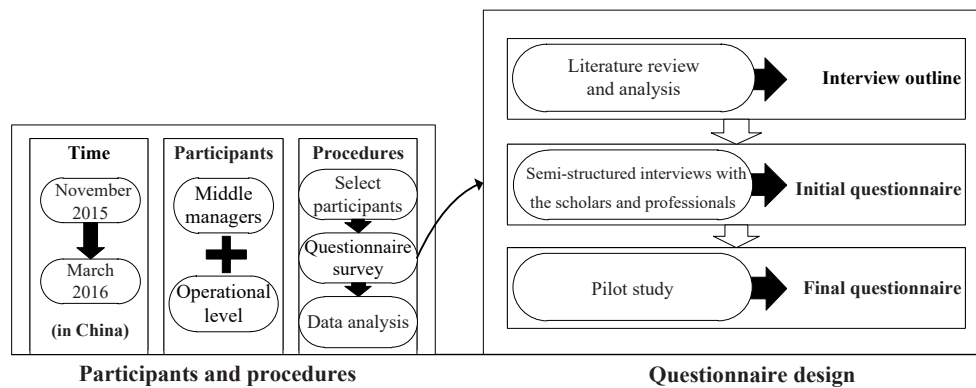 Time
November
2015
March
2016
(in China)
Participants
Middle
managers
Operational
level
Procedures
Select
participants
Questionnaire
survey
Data analysis
Participants and procedures
Literature review
and analysis
Interview outline
Semi-structured interviews with
the scholars and professionals
Initial questionnaire
Pilot study
Final questionnaire
Questionnaire design